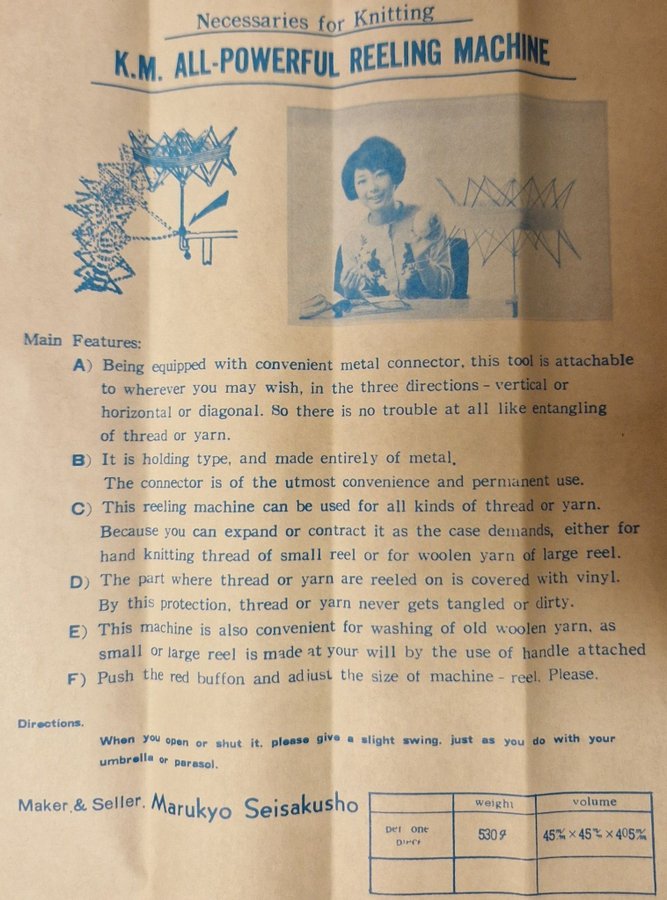 Necessaries for Knitting
K.M. ALL-POWERFUL REELING MACHINE
Main Features:
A) Being equipped with convenient metal connector, this tool is attachable
to wherever you may wish, in the three directions - vertical or
horizontal or diagonal. So there is no trouble at all like entangling
of thread or yarn.
B) It is holding type, and made entirely of metal.
The connector is of the utmost convenience and permanent use.
C) This reeling machine can be used for all kinds of thread or yarn.
Because you can expand or contract it as the case demands, either for
hand knitting thread of small reel or for woolen yarn of large reel.
D) The part where thread or yarn are reeled on is covered with vinyl.
By this protection, thread or yarn never gets tangled or dirty.
E) This machine is also convenient for washing of old woolen yarn, as
small or large reel is made at your will by the use of handle attached
F) Push the red buffon and adjust the size of machine - reel. Please.
Directions.
When you open or shut it. please give a slight swing, just as you do with your
umbrella or parasol.
Maker & Seller. Marukyo Seisakusho
weight volume
per one 530g 45㎜ × 45㎜ × 405㎜